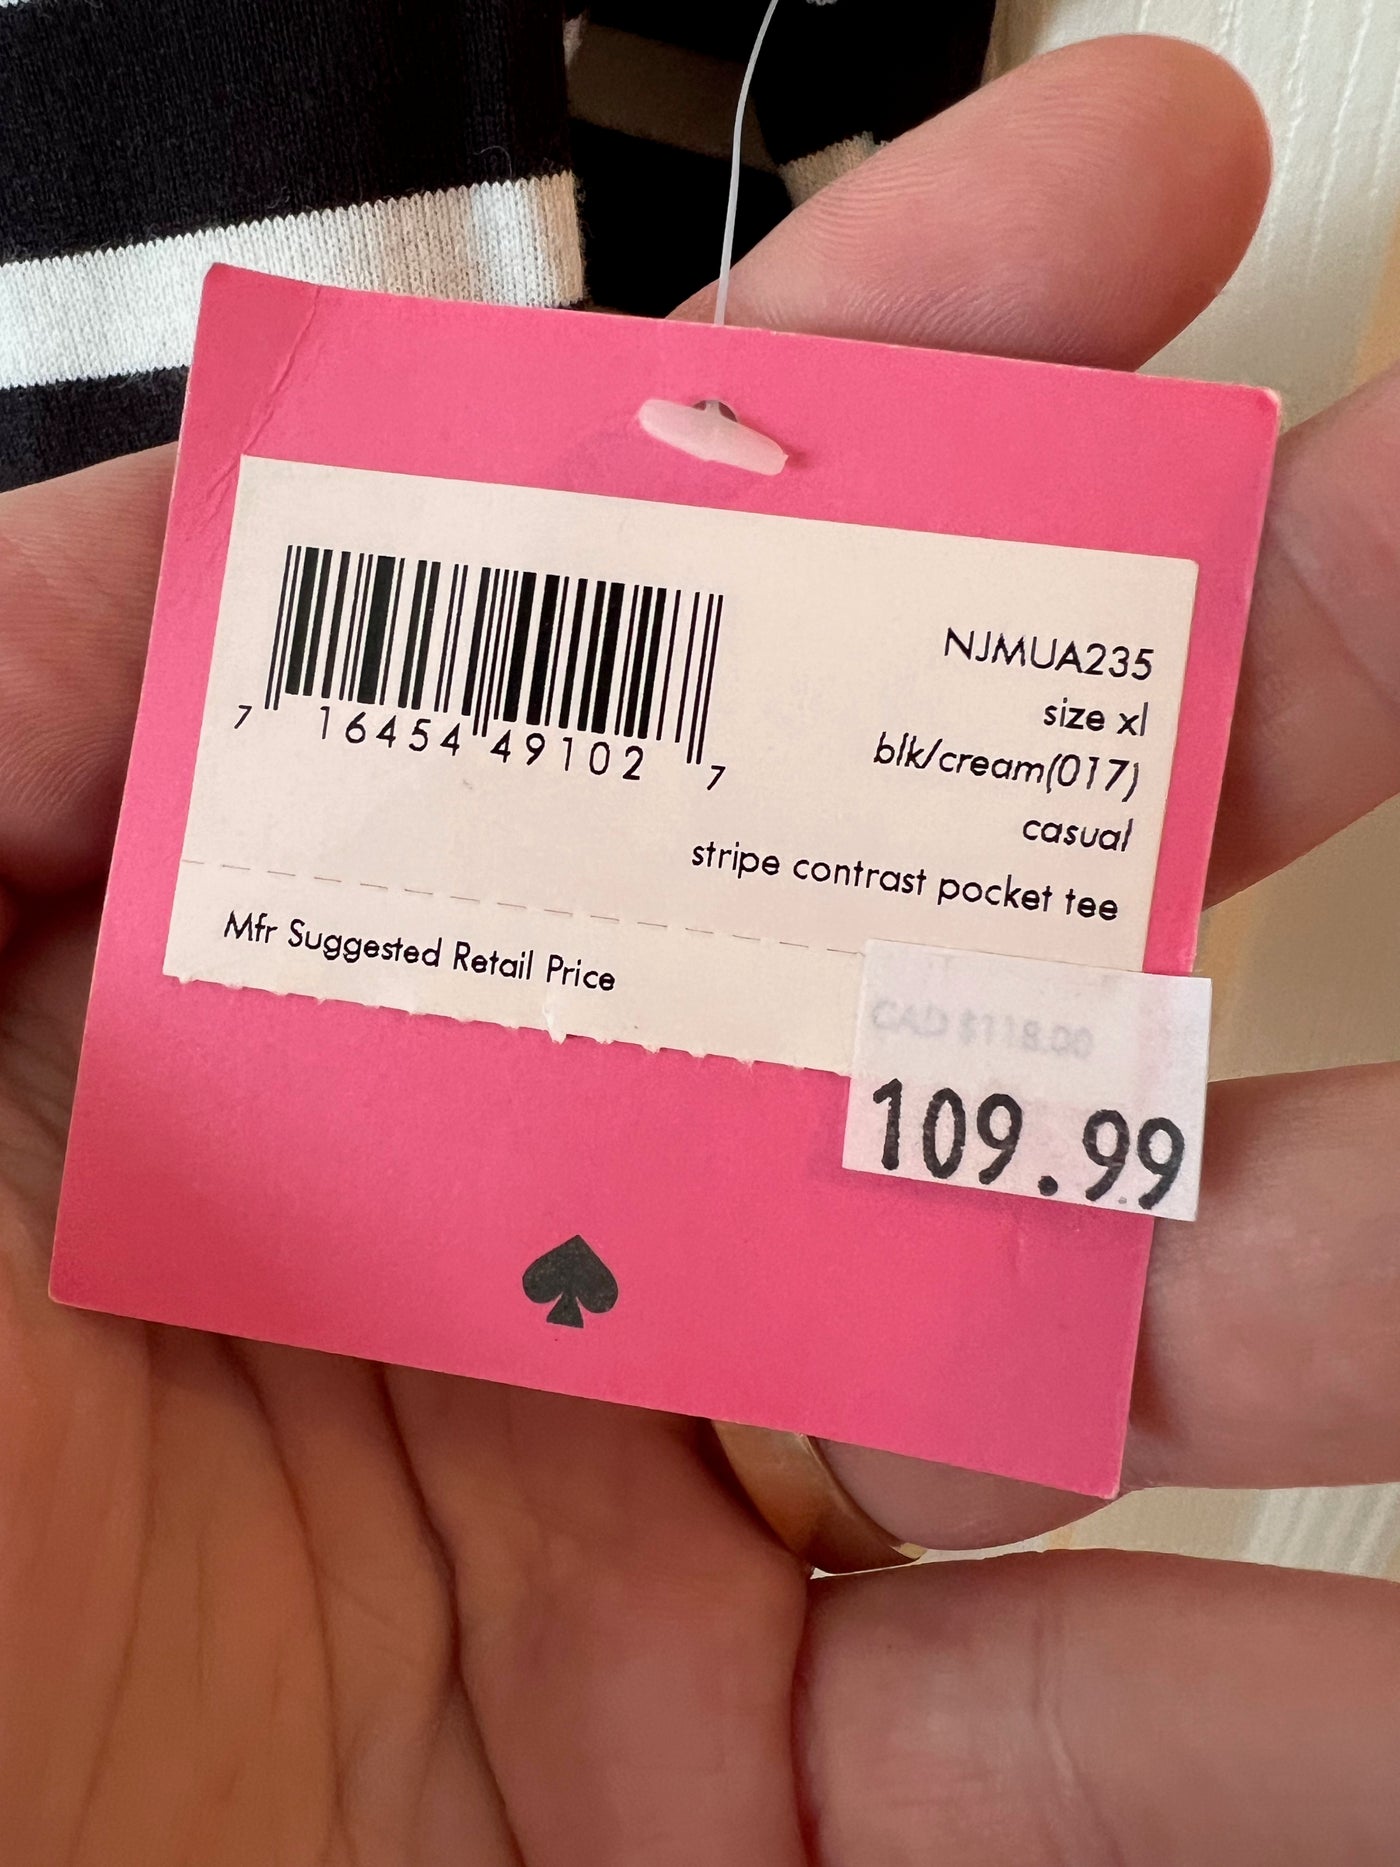 7 16454 49102 7
NJMUA235
size xl
blk/cream(017)
casual
stripe contrast pocket tee
Mfr Suggested Retail Price
CAD $118.00
109.99